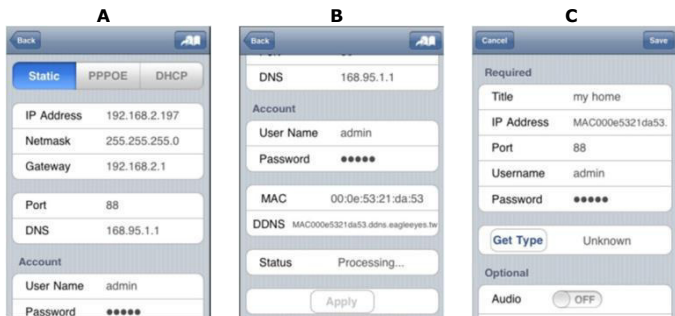 A
Back
Static PPPOE DHCP
IP Address 192.168.2.197
Netmask 255.255.255.0
Gateway 192.168.2.1
Port 88
DNS 168.95.1.1
Account
User Name admin
Password •••••
B
Back
DNS 168.95.1.1
Account
User Name admin
Password •••••
MAC 00:0e:53:21:da:53
DDNS MAC000e5321da53.ddns.eagleeyes.tw
Status Processing...
Apply
C
Cancel Save
Required
Title my home
IP Address MAC000e5321da53.
Port 88
Username admin
Password •••••
Get Type Unknown
Optional
Audio OFF